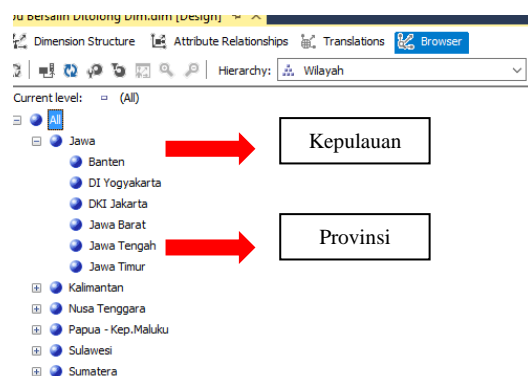 Bersalin Ditolong Dim.dim [Design]
Dimension Structure Attribute Relationships Translations Browser
Hierarchy: Wilayah
Current level: (All)
All
Jawa
Kepulauan
Banten
DI Yogyakarta
DKI Jakarta
Jawa Barat
Provinsi
Jawa Tengah
Jawa Timur
Kalimantan
Nusa Tenggara
Papua - Kep.Maluku
Sulawesi
Sumatera